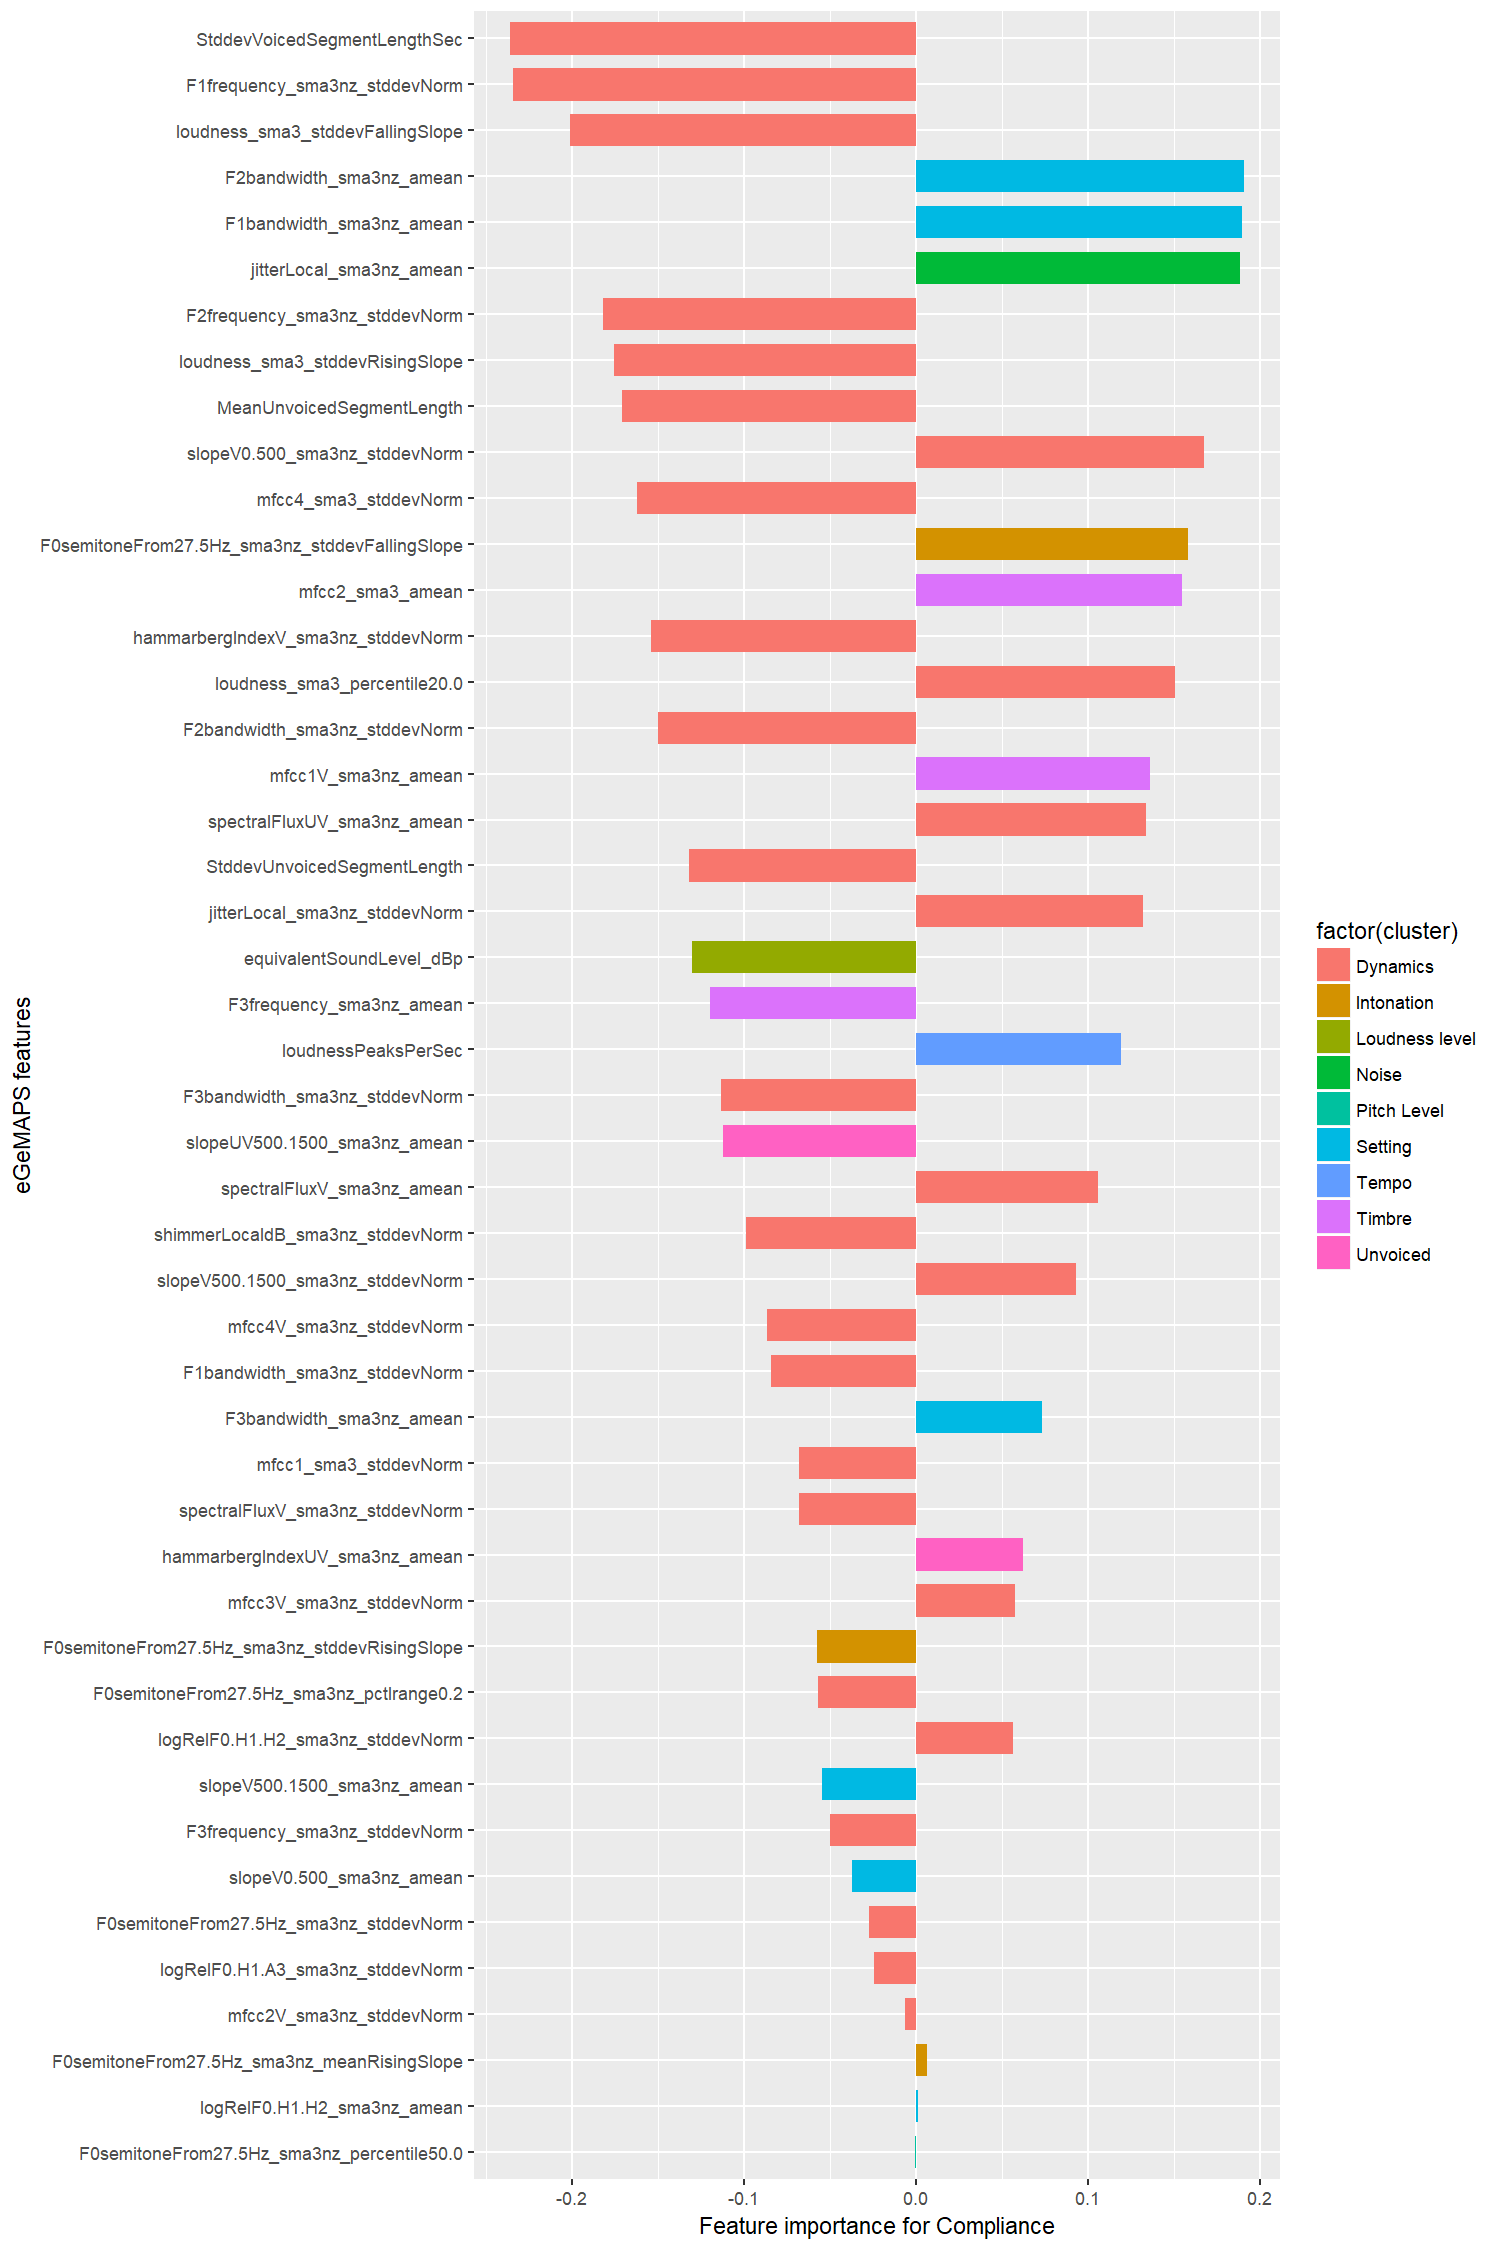 StddevVoicedSegmentLengthSec
F1frequency_sma3nz_stddevNorm
loudness_sma3_stddevFallingSlope
F2bandwidth_sma3nz_amean
F1bandwidth_sma3nz_amean
jitterLocal_sma3nz_amean
F2frequency_sma3nz_stddevNorm
loudness_sma3_stddevRisingSlope
MeanUnvoicedSegmentLength
slopeV0.500_sma3nz_stddevNorm
mfcc4_sma3_stddevNorm
F0semitoneFrom27.5Hz_sma3nz_stddevFallingSlope
mfcc2_sma3_amean
hammarbergIndexV_sma3nz_stddevNorm
loudness_sma3_percentile20.0
F2bandwidth_sma3nz_stddevNorm
mfcc1V_sma3nz_amean
spectralFluxUV_sma3nz_amean
StddevUnvoicedSegmentLength
jitterLocal_sma3nz_stddevNorm
equivalentSoundLevel_dBp
F3frequency_sma3nz_amean
loudnessPeaksPerSec
F3bandwidth_sma3nz_stddevNorm
slopeUV500.1500_sma3nz_amean
spectralFluxV_sma3nz_amean
shimmerLocaldB_sma3nz_stddevNorm
slopeV500.1500_sma3nz_stddevNorm
mfcc4V_sma3nz_stddevNorm
F1bandwidth_sma3nz_stddevNorm
F3bandwidth_sma3nz_amean
mfcc1_sma3_stddevNorm
spectralFluxV_sma3nz_stddevNorm
hammarbergIndexUV_sma3nz_amean
mfcc3V_sma3nz_stddevNorm
F0semitoneFrom27.5Hz_sma3nz_stddevRisingSlope
F0semitoneFrom27.5Hz_sma3nz_pctlrange0.2
logRelF0.H1.H2_sma3nz_stddevNorm
slopeV500.1500_sma3nz_amean
F3frequency_sma3nz_stddevNorm
slopeV0.500_sma3nz_amean
F0semitoneFrom27.5Hz_sma3nz_stddevNorm
logRelF0.H1.A3_sma3nz_stddevNorm
mfcc2V_sma3nz_stddevNorm
F0semitoneFrom27.5Hz_sma3nz_meanRisingSlope
logRelF0.H1.H2_sma3nz_amean
F0semitoneFrom27.5Hz_sma3nz_percentile50.0
eGeMAPS features
-0.2 -0.1 0.0 0.1 0.2
Feature importance for Compliance
factor(cluster)
Dynamics
Intonation
Loudness level
Noise
Pitch Level
Setting
Tempo
Timbre
Unvoiced